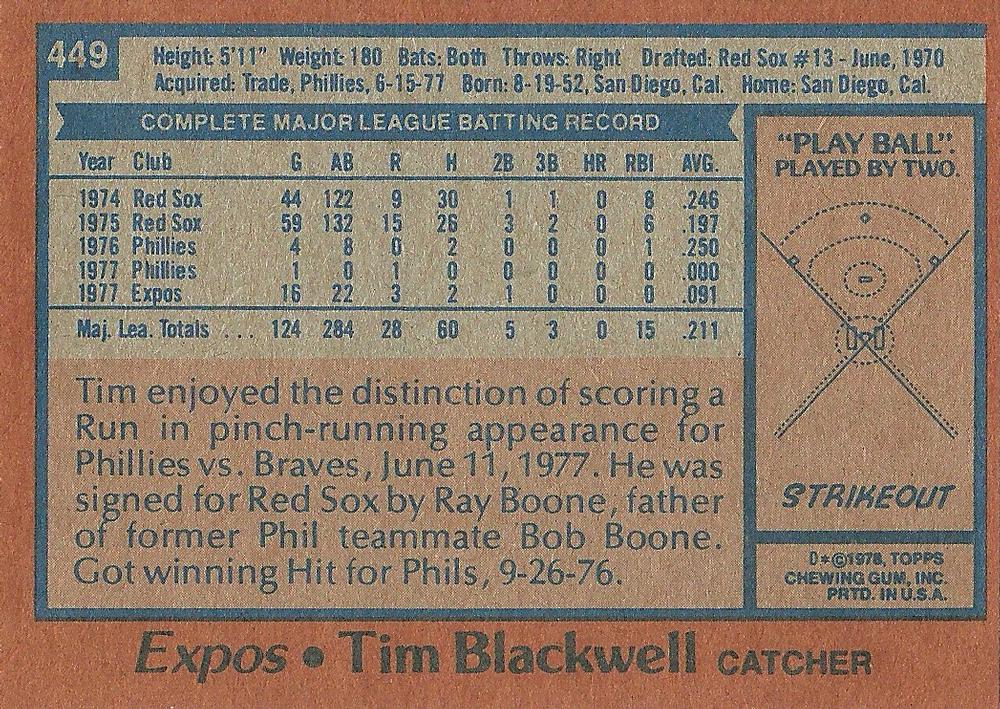 449
Height: 5'11" Weight: 180 Bats: Both Throws: Right Drafted: Red Sox #13 - June, 1970
Acquired: Trade, Phillies, 6-15-77 Born: 8-19-52, San Diego, Cal. Home: San Diego, Cal.
COMPLETE MAJOR LEAGUE BATTING RECORD
Year Club G AB R H 2B 3B HR RBI AVG.
1974 Red Sox 44 122 9 30 1 1 0 8 .246
1975 Red Sox 59 132 15 26 3 2 0 6 .197
1976 Phillies 4 8 0 2 0 0 0 1 .250
1977 Phillies 1 0 1 0 0 0 0 0 .000
1977 Expos 16 22 3 2 1 0 0 0 .091
Maj. Lea. Totals .... 124 284 28 60 5 3 0 15 .211
Tim enjoyed the distinction of scoring a
Run in pinch-running appearance for
Phillies vs. Braves, June 11, 1977. He was
signed for Red Sox by Ray Boone, father
of former Phil teammate Bob Boone.
Got winning Hit for Phils, 9-26-76.
"PLAY BALL".
PLAYED BY TWO.
STRIKEOUT
D*©1978, TOPPS
CHEWING GUM, INC.
PRTD. IN U.S.A.
Expos • Tim Blackwell CATCHER